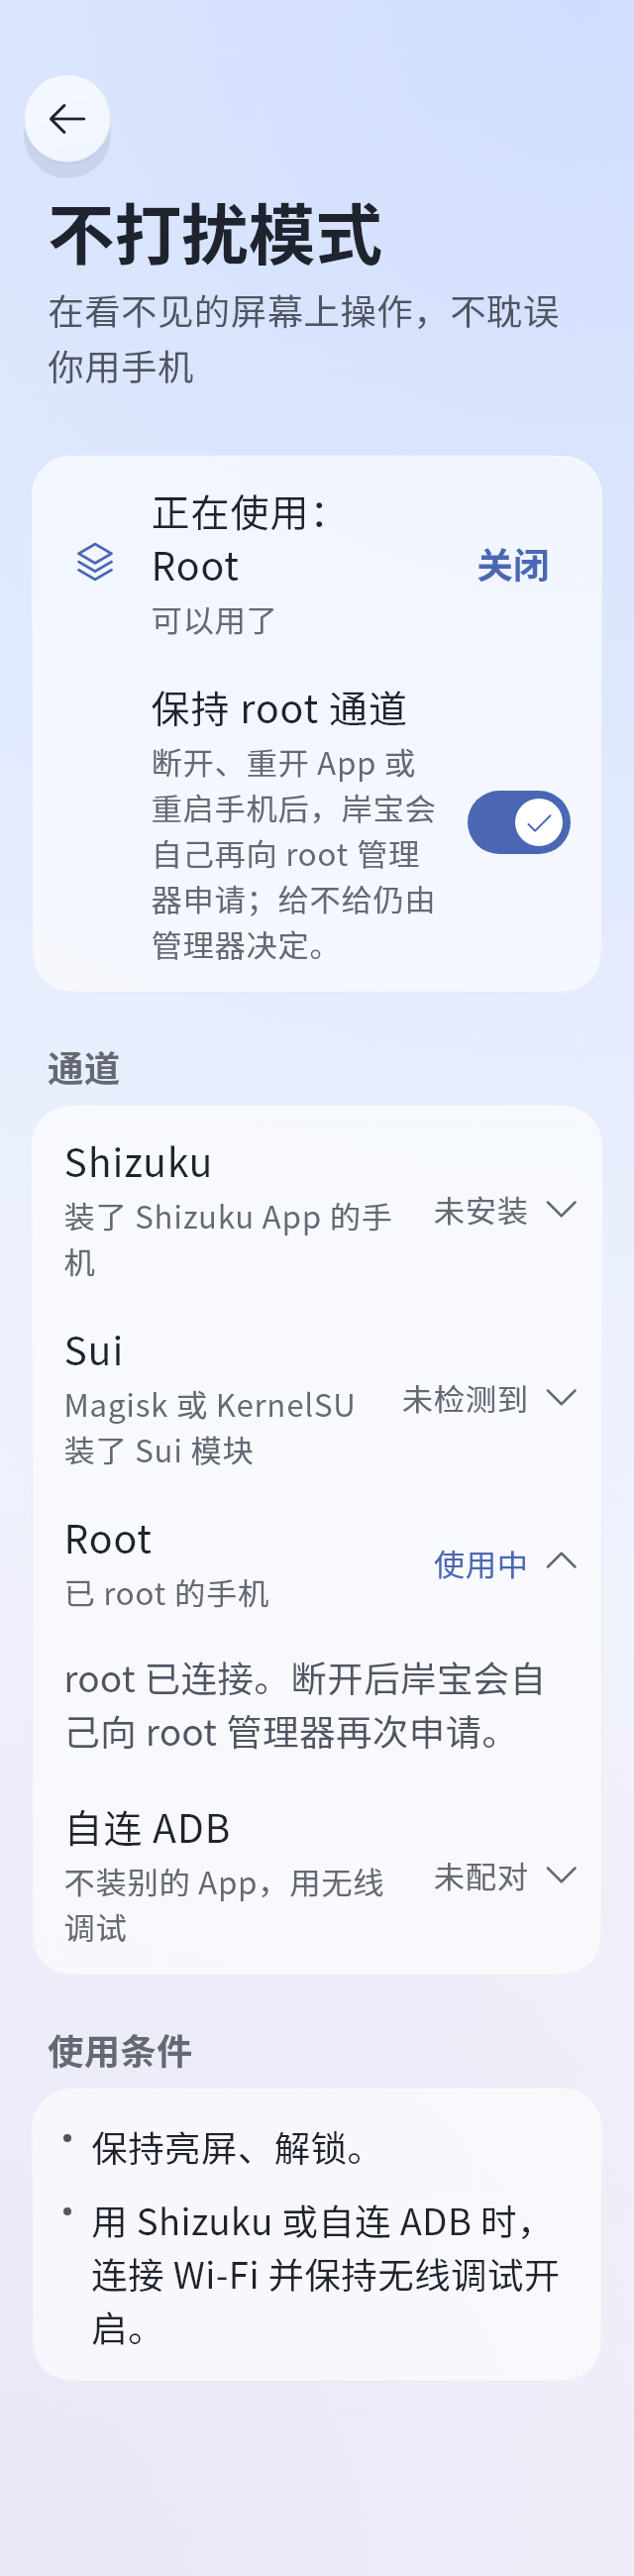 不打扰模式
在看不见的屏幕上操作，不耽误
你用手机
正在使用：
Root
可以用了
关闭
保持 root 通道
断开、重开 App 或
重启手机后，岸宝会
自己再向 root 管理
器申请；给不给仍由
管理器决定。
通道
Shizuku
装了 Shizuku App 的手
机
未安装
Sui
Magisk 或 KernelSU
装了 Sui 模块
未检测到
Root
已 root 的手机
使用中
root 已连接。断开后岸宝会自
己向 root 管理器再次申请。
自连 ADB
不装别的 App，用无线
调试
未配对
使用条件
• 保持亮屏、解锁。
• 用 Shizuku 或自连 ADB 时，
连接 Wi-Fi 并保持无线调试开
启。